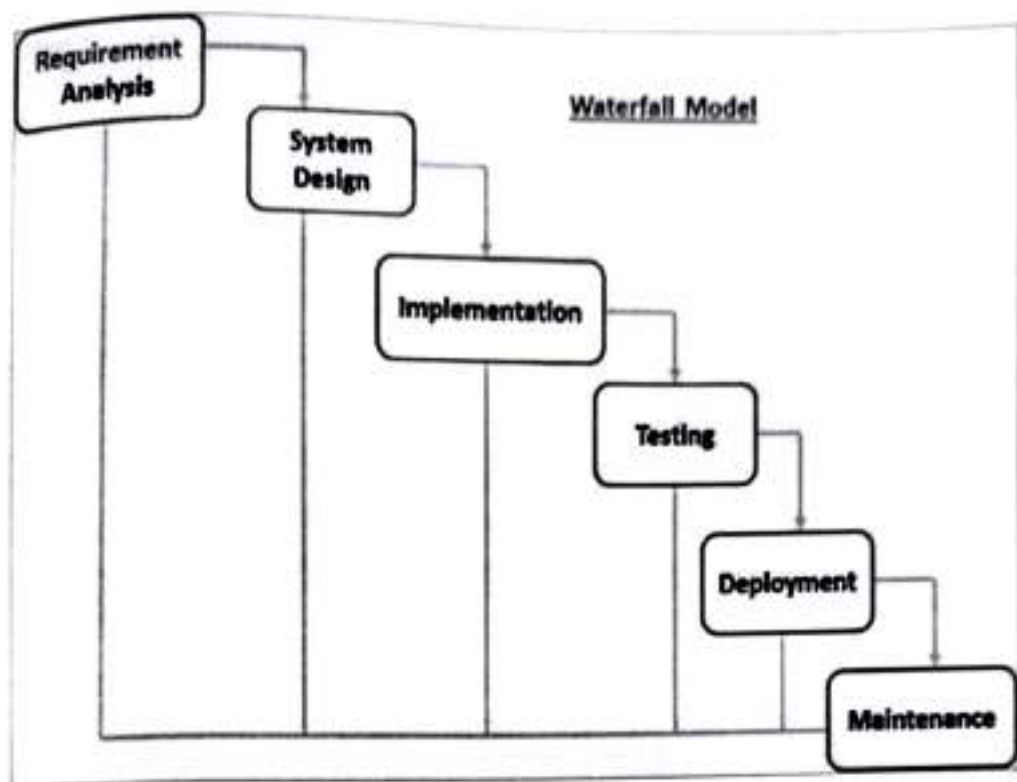 Requirement
Analysis
Waterfall Model
System
Design
Implementation
Testing
Deployment
Maintenance